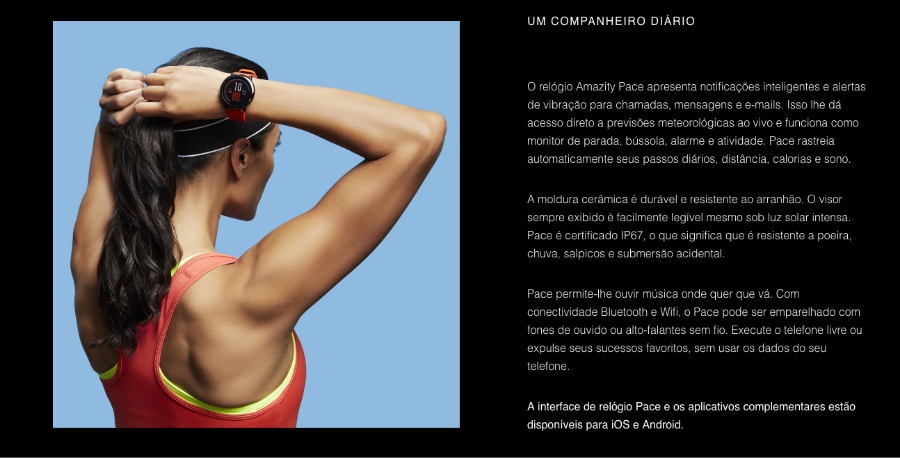 UM COMPANHEIRO DIÁRIO
O relógio Amazity Pace apresenta notificações inteligentes e alertas
de vibração para chamadas, mensagens e e-mails. Isso lhe dá
acesso direto a previsões meteorológicas ao vivo e funciona como
monitor de parada, bússola, alarme e atividade. Pace rastreia
automaticamente seus passos diários, distância, calorias e sono.
A moldura cerâmica é durável e resistente ao arranhão. O visor
sempre exibido é facilmente legível mesmo sob luz solar intensa.
Pace é certificado IP67, o que significa que é resistente a poeira,
chuva, salpicos e submersão acidental.
Pace permite-lhe ouvir música onde quer que vá. Com
conectividade Bluetooth e Wifi, o Pace pode ser emparelhado com
fones de ouvido ou alto-falantes sem fio. Execute o telefone livre ou
expulse seus sucessos favoritos, sem usar os dados do seu
telefone.
A interface de relógio Pace e os aplicativos complementares estão
disponíveis para iOS e Android.